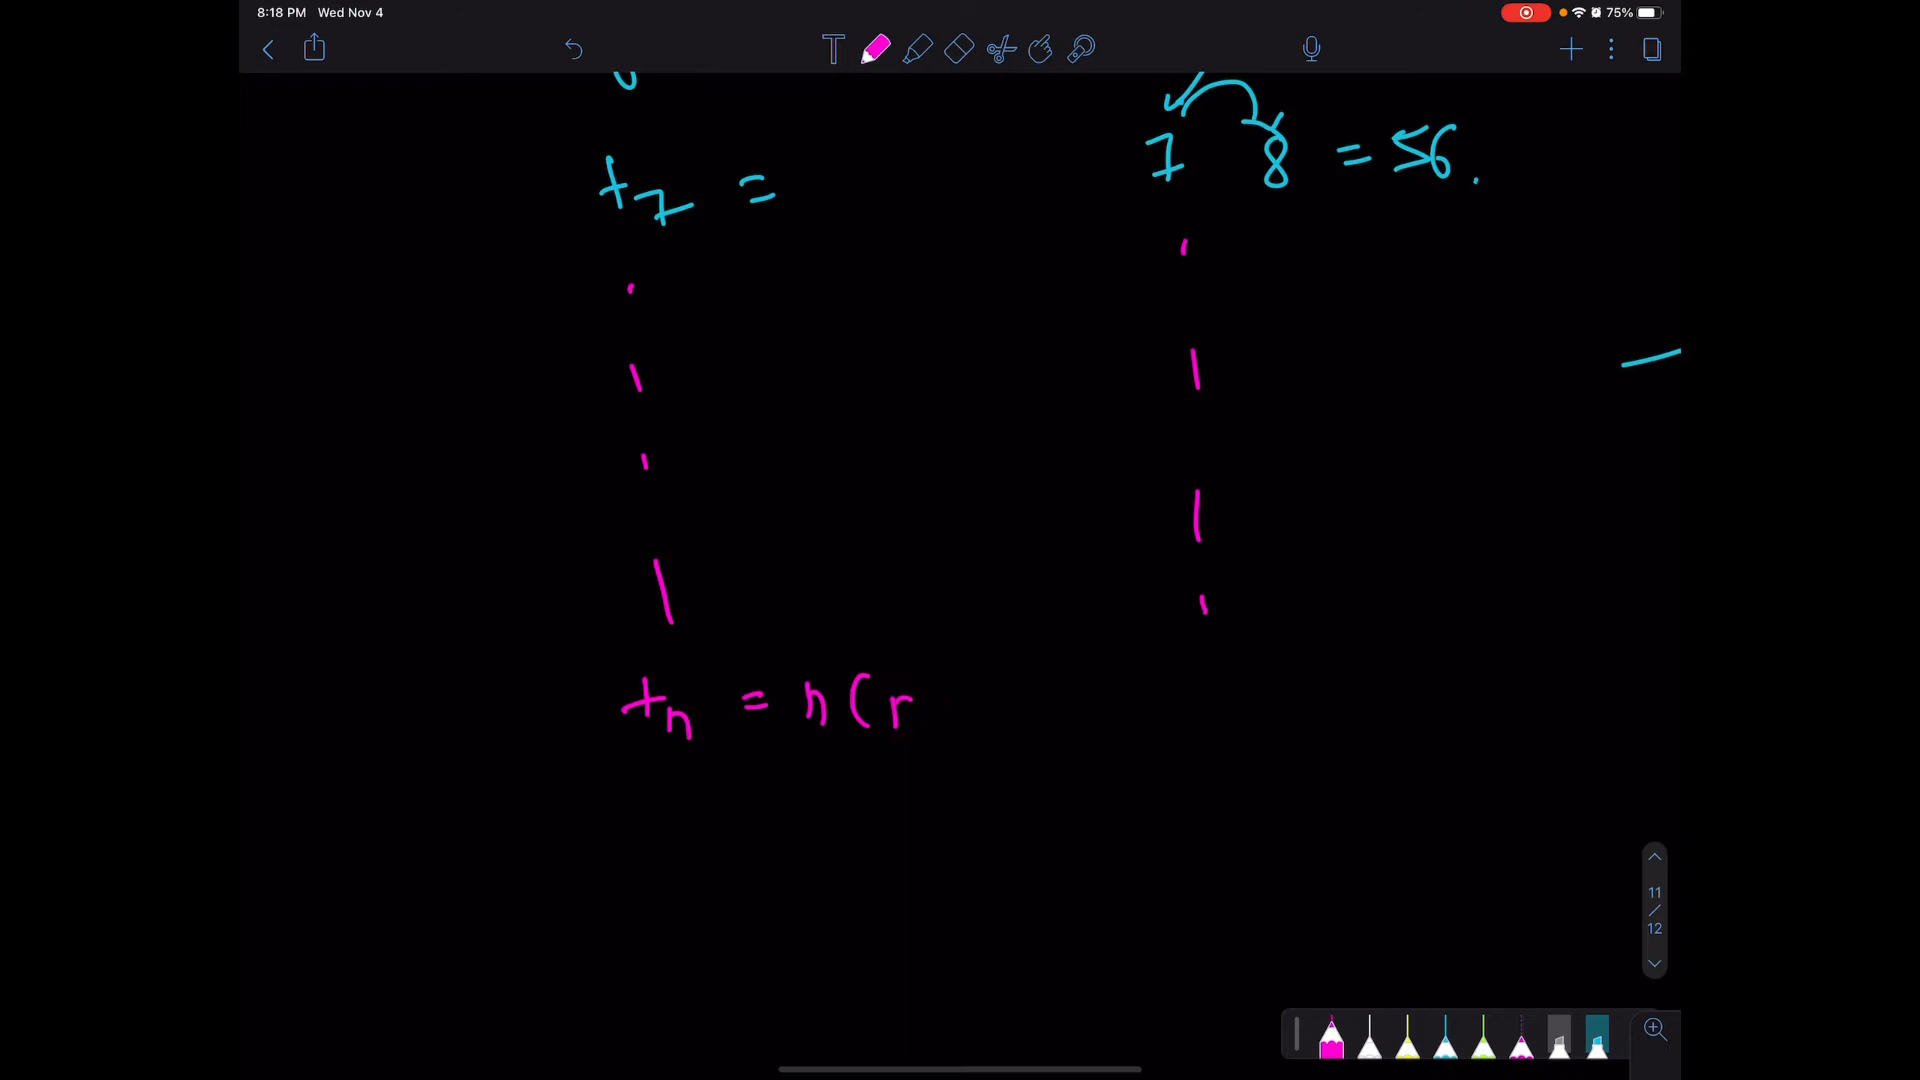 8:18 PM Wed Nov 4
75%
T
7 8 = 56.
t₇ =
tₙ = n(n
11
/
12